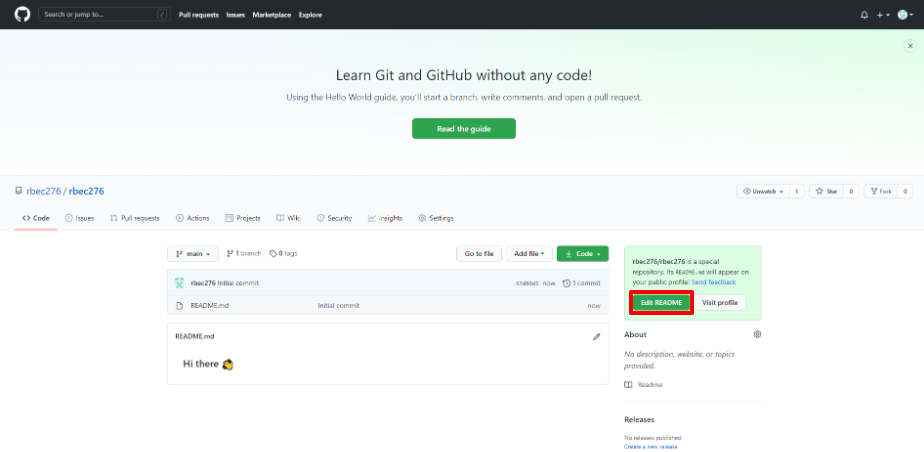 Search or jump to... /
Pull requests Issues Marketplace Explore
Learn Git and GitHub without any code!
Using the Hello World guide, you'll start a branch, write comments, and open a pull request.
Read the guide
rbec276 / rbec276
Unwatch 1 Star 0 Fork 0
Code Issues Pull requests Actions Projects Wiki Security Insights Settings
main 1 branch 0 tags Go to file Add file Code
rbec276 Initial commit now 1 commit
README.md Initial commit now
README.md
Hi there 👋
rbec276/rbec276 is a special
repository. Its README.md will appear on
your public profile! Send feedback
Edit README Visit profile
About
No description, website, or topics
provided.
Readme
Releases
No releases published
Create a new release